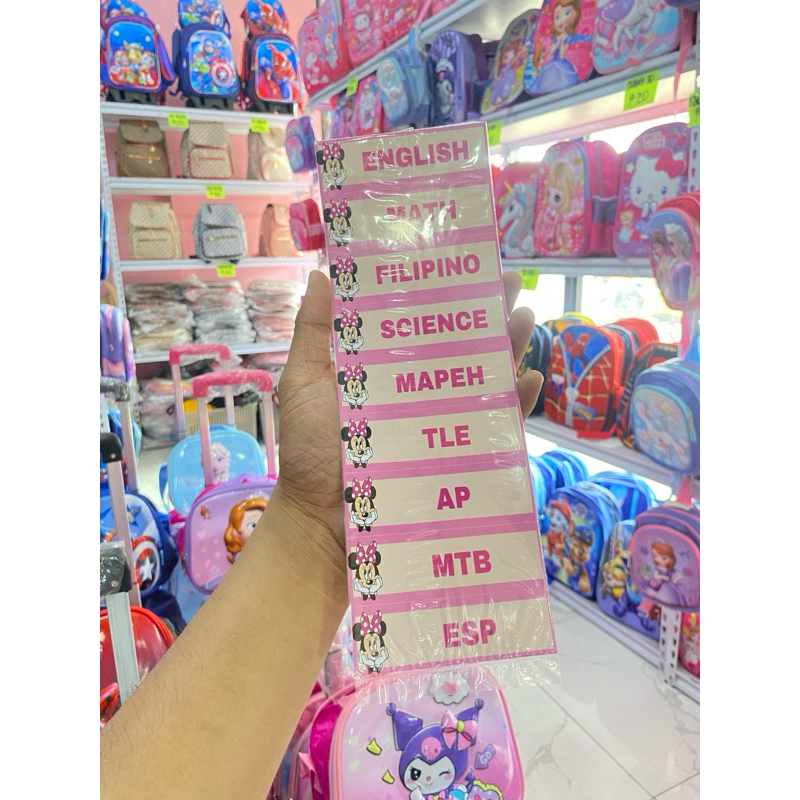 ENGLISH
MATH
FILIPINO
SCIENCE
MAPEH
TLE
AP
MTB
ESP